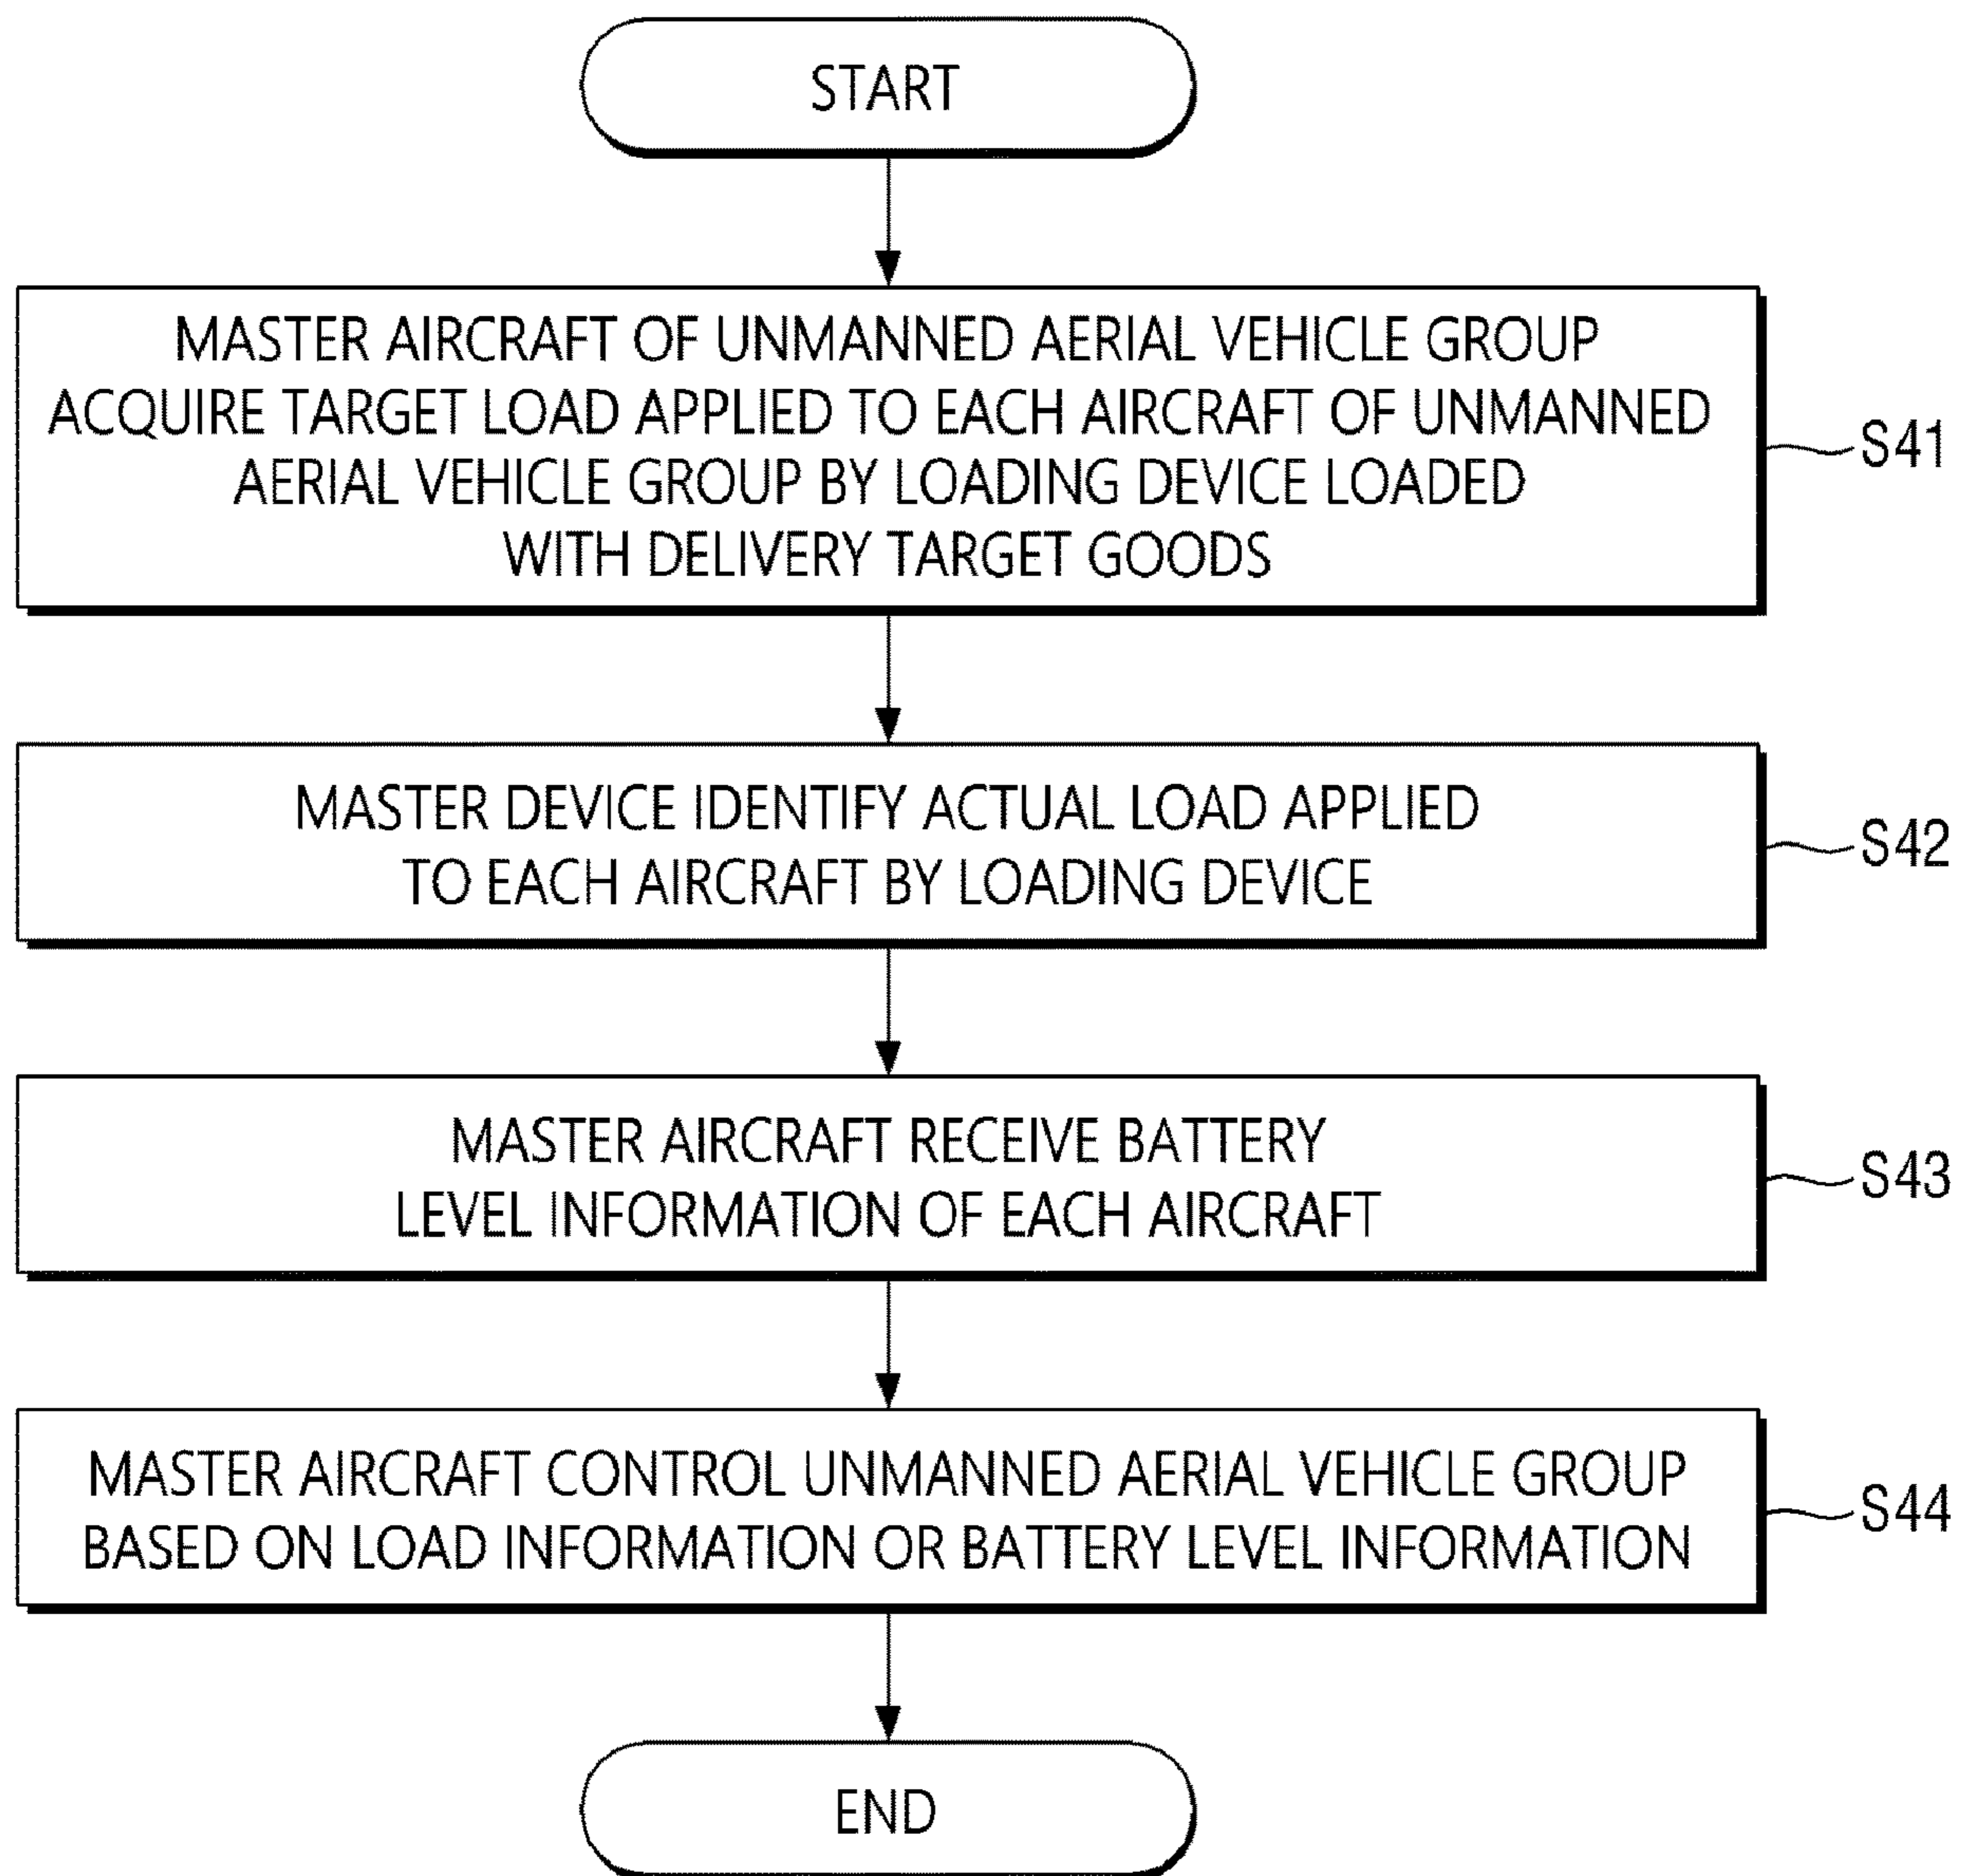 START
MASTER AIRCRAFT OF UNMANNED AERIAL VEHICLE GROUP
ACQUIRE TARGET LOAD APPLIED TO EACH AIRCRAFT OF UNMANNED
AERIAL VEHICLE GROUP BY LOADING DEVICE LOADED
WITH DELIVERY TARGET GOODS
S41
MASTER DEVICE IDENTIFY ACTUAL LOAD APPLIED
TO EACH AIRCRAFT BY LOADING DEVICE
S42
MASTER AIRCRAFT RECEIVE BATTERY
LEVEL INFORMATION OF EACH AIRCRAFT
S43
MASTER AIRCRAFT CONTROL UNMANNED AERIAL VEHICLE GROUP
BASED ON LOAD INFORMATION OR BATTERY LEVEL INFORMATION
S44
END